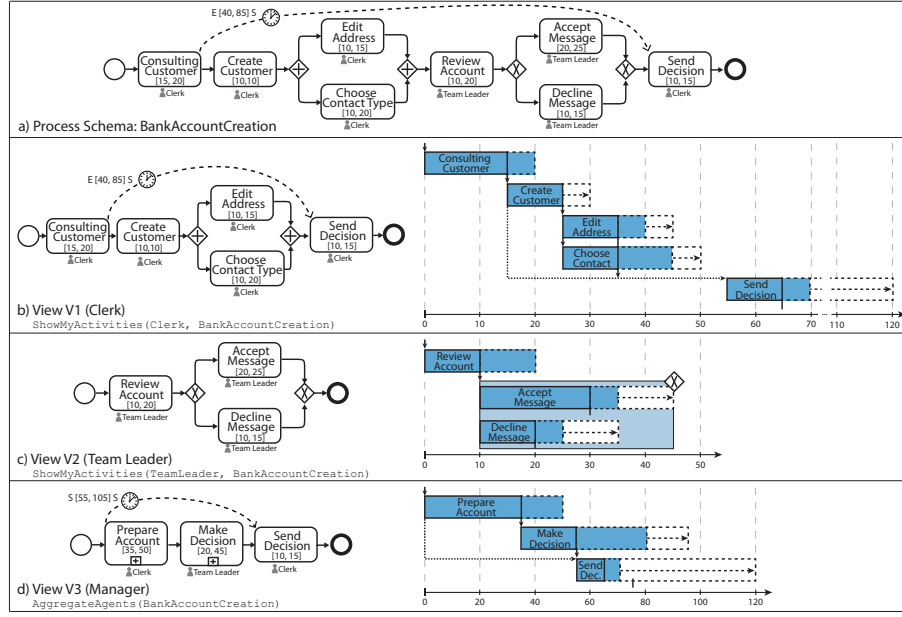 E [40, 85] S
Consulting
Customer
[15, 20]
Clerk
Create
Customer
[10,10]
Clerk
Edit
Address
[10, 15]
Clerk
Choose
Contact Type
[10, 20]
Clerk
Review
Account
[10, 20]
Team Leader
Accept
Message
[20, 25]
Team Leader
Decline
Message
[10, 15]
Team Leader
Send
Decision
[10, 15]
Clerk
a) Process Schema: BankAccountCreation
E [40, 85] S
Consulting
Customer
[15, 20]
Clerk
Create
Customer
[10,10]
Clerk
Edit
Address
[10, 15]
Clerk
Choose
Contact Type
[10, 20]
Clerk
Send
Decision
[10, 15]
Clerk
b) View V1 (Clerk)
ShowMyActivities(Clerk, BankAccountCreation)
Consulting
Customer
Create
Customer
Edit
Address
Choose
Contact
Send
Decision
0 10 20 30 40 50 60 70 110 120
Review
Account
[10, 20]
Team Leader
Accept
Message
[20, 25]
Team Leader
Decline
Message
[10, 15]
Team Leader
c) View V2 (Team Leader)
ShowMyActivities(TeamLeader, BankAccountCreation)
Review
Account
Accept
Message
Decline
Message
0 10 20 30 40 50
S [55, 105] S
Prepare
Account
[35, 50]
Clerk
Make
Decision
[20, 45]
Team Leader
Send
Decision
[10, 15]
Clerk
d) View V3 (Manager)
AggregateAgents(BankAccountCreation)
Prepare
Account
Make
Decision
Send
Dec.
0 10 20 30 40 50 60 80 90 100 120